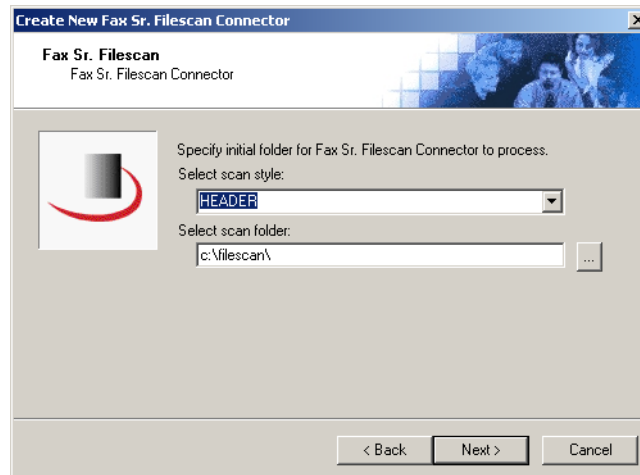 Create New Fax Sr. Filescan Connector
Fax Sr. Filescan
Fax Sr. Filescan Connector
Specify initial folder for Fax Sr. Filescan Connector to process.
Select scan style:
HEADER
Select scan folder:
c:\filescan\
...
< Back
Next >
Cancel